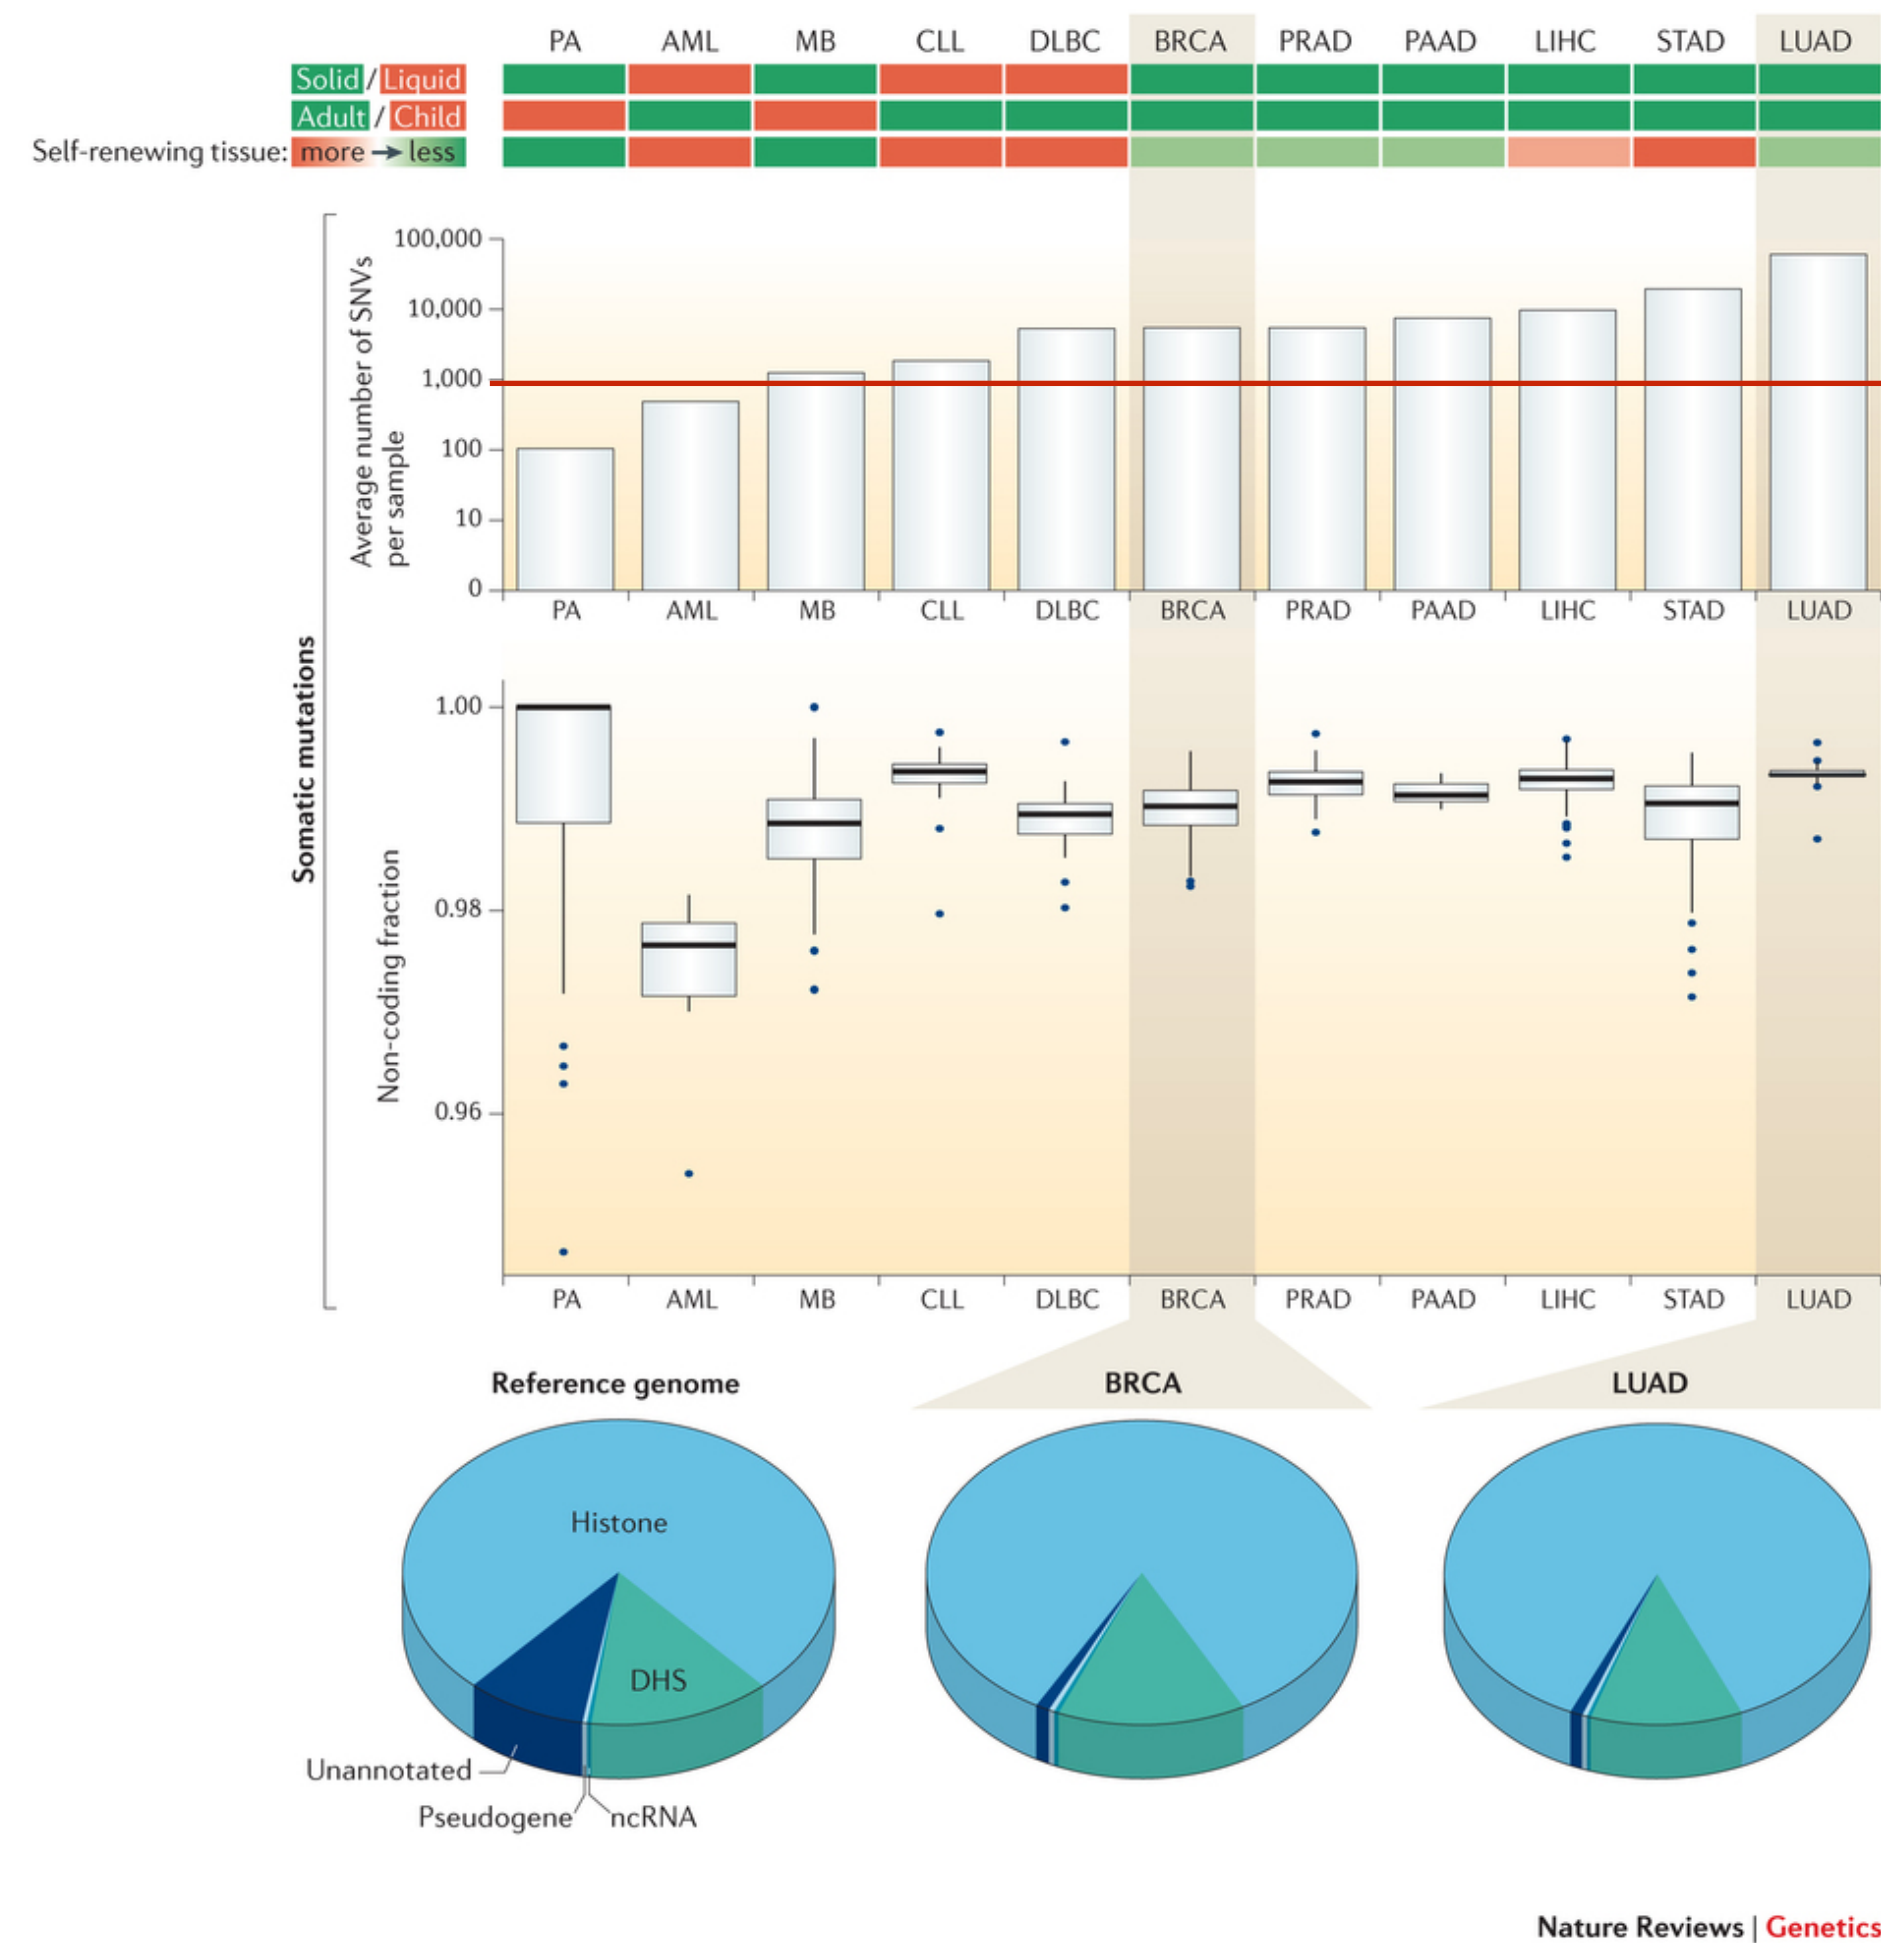 PA AML MB CLL DLBC BRCA PRAD PAAD LIHC STAD LUAD
Solid / Liquid
Adult / Child
Self-renewing tissue: more → less
Somatic mutations
Average number of SNVs
per sample
100,000
10,000
1,000
100
10
0
PA AML MB CLL DLBC BRCA PRAD PAAD LIHC STAD LUAD
Non-coding fraction
1.00
0.98
0.96
PA AML MB CLL DLBC BRCA PRAD PAAD LIHC STAD LUAD
Reference genome BRCA LUAD
Histone
DHS
Unannotated
Pseudogene ncRNA
Nature Reviews | Genetics